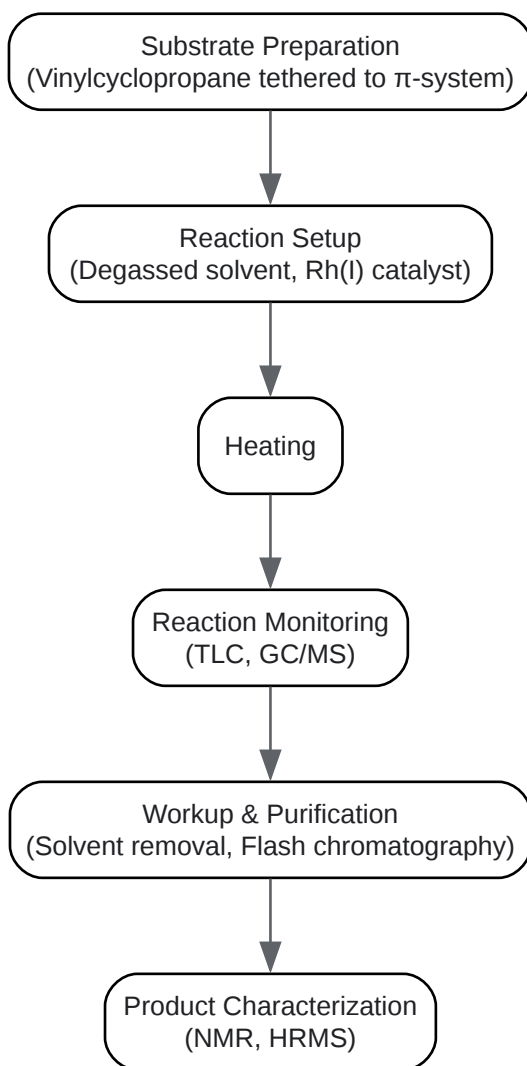 Substrate Preparation
(Vinylcyclopropane tethered to π-system)
Reaction Setup
(Degassed solvent, Rh(I) catalyst)
Heating
Reaction Monitoring
(TLC, GC/MS)
Workup & Purification
(Solvent removal, Flash chromatography)
Product Characterization
(NMR, HRMS)